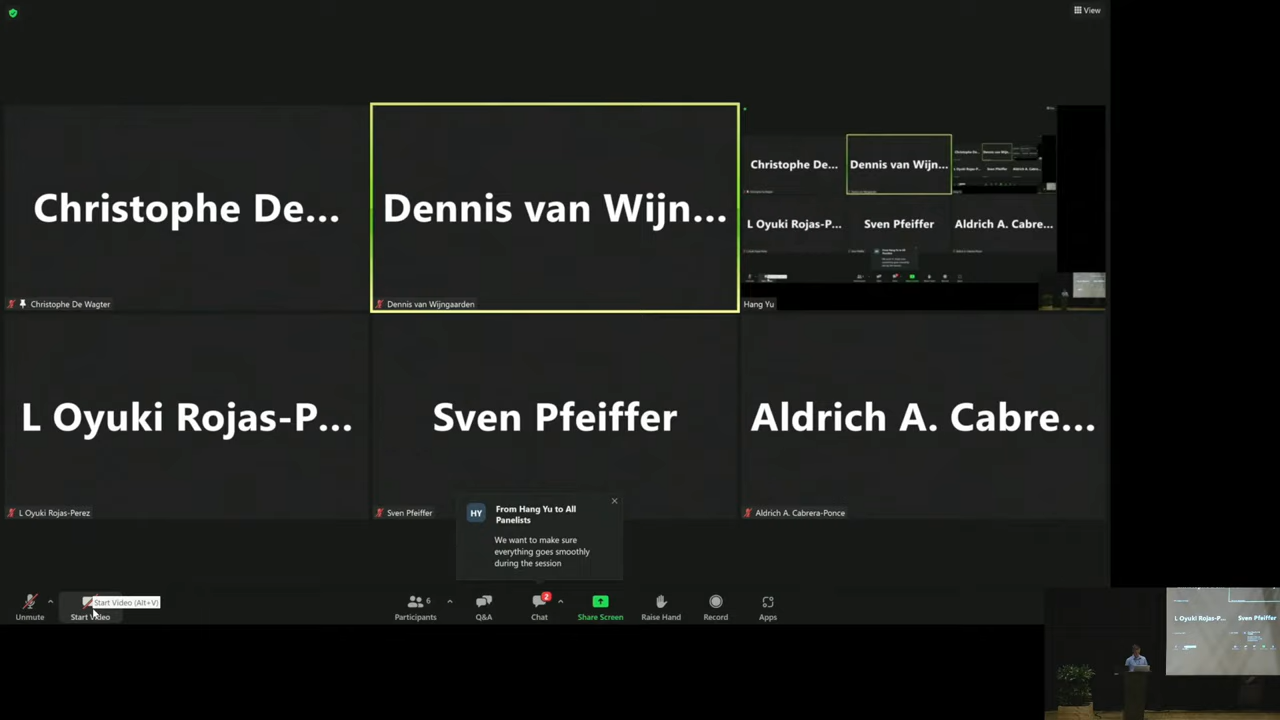 View
Christophe De...
Christophe De Wagter
Dennis van Wijn...
Dennis van Wijngaarden
Christophe De...
Dennis van Wijn...
L Oyuki Rojas-P...
Sven Pfeiffer
Aldrich A. Cabre...
Hang Yu
L Oyuki Rojas-P...
L Oyuki Rojas-Perez
Sven Pfeiffer
Sven Pfeiffer
Aldrich A. Cabre...
Aldrich A. Cabrera-Ponce
HY
From Hang Yu to All
Panelists
We want to make sure
everything goes smoothly
during the session
Unmute
Start Video (Alt+V)
Start Video
6
Participants
Q&A
2
Chat
Share Screen
Raise Hand
Record
Apps
L Oyuki Rojas-P...
Sven Pfeiffer